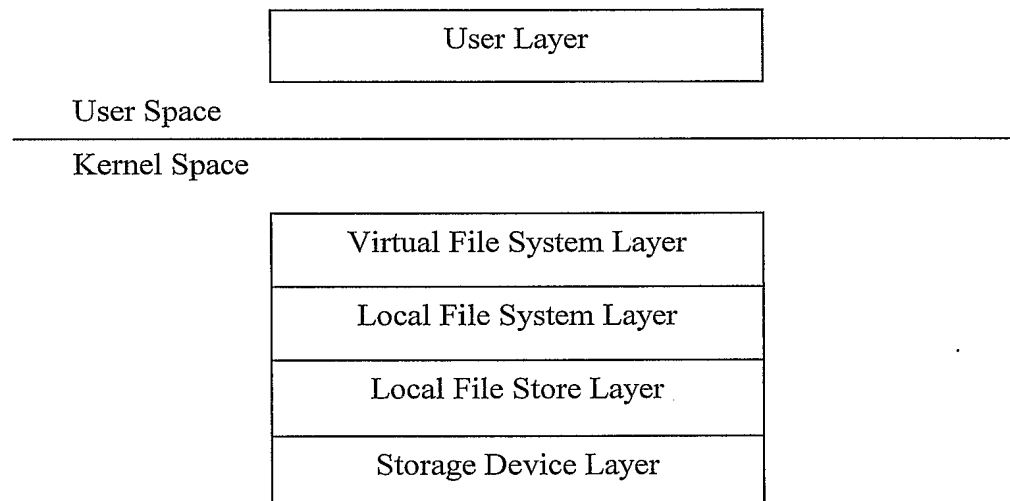 User Layer
User Space
Kernel Space
Virtual File System Layer
Local File System Layer
Local File Store Layer
Storage Device Layer